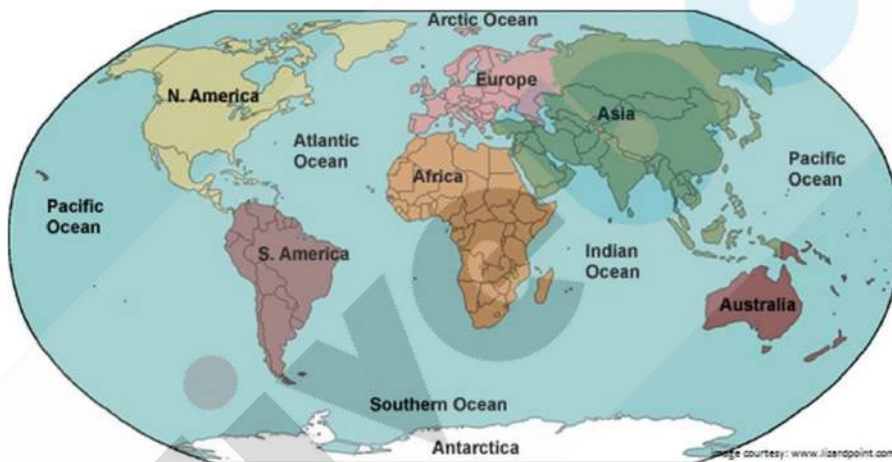 Arctic Ocean
N. America
Europe
Asia
Atlantic
Ocean
Africa
Pacific
Ocean
Pacific
Ocean
S. America
Indian
Ocean
Australia
Southern Ocean
Antarctica
image courtesy: www.lizardpoint.com